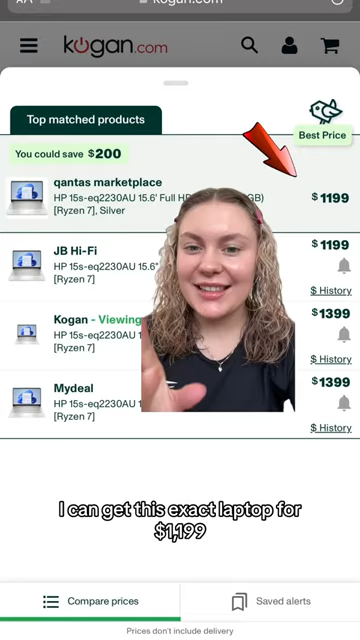 AA
kogan.com
kogan.com
Top matched products
Best Price
You could save $200
qantas marketplace
HP 15s-eq2230AU 15.6' Full HD GB)
[Ryzen 7], Silver
$1199
JB Hi-Fi
HP 15s-eq2230AU 15.6"
[Ryzen 7]
$1199
$ History
Kogan - Viewing
HP 15s-eq2230AU 1
[Ryzen 7]
$1399
$ History
Mydeal
HP 15s-eq2230AU 1
[Ryzen 7]
$1399
$ History
I can get this exact laptop for
$1,199
Compare prices
Saved alerts
Prices don't include delivery